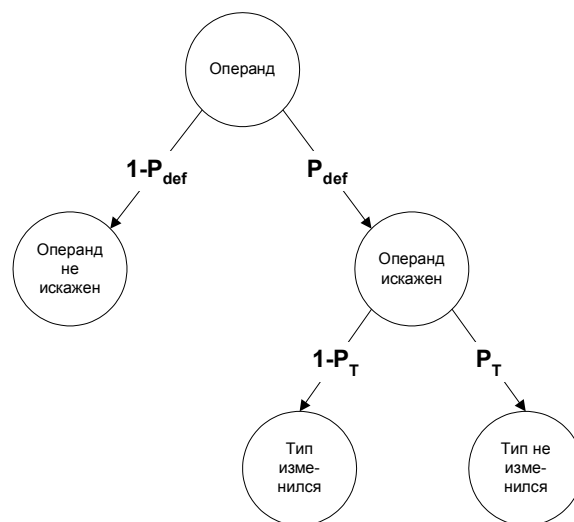 Операнд
1-Pdef
Pdef
Операнд
не
искажен
Операнд
искажен
1-PT
PT
Тип
изме-
нился
Тип не
изме-
нился